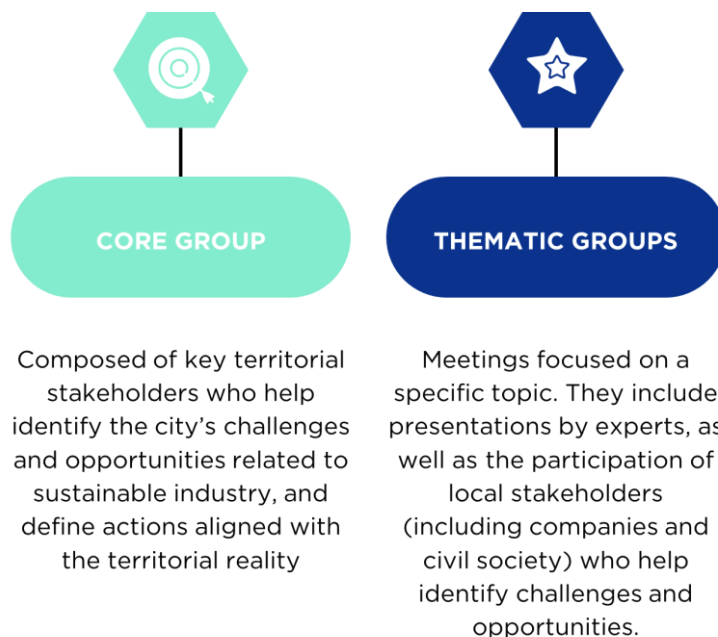 CORE GROUP
Composed of key territorial
stakeholders who help
identify the city's challenges
and opportunities related to
sustainable industry, and
define actions aligned with
the territorial reality
THEMATIC GROUPS
Meetings focused on a
specific topic. They include
presentations by experts, as
well as the participation of
local stakeholders
(including companies and
civil society) who help
identify challenges and
opportunities.